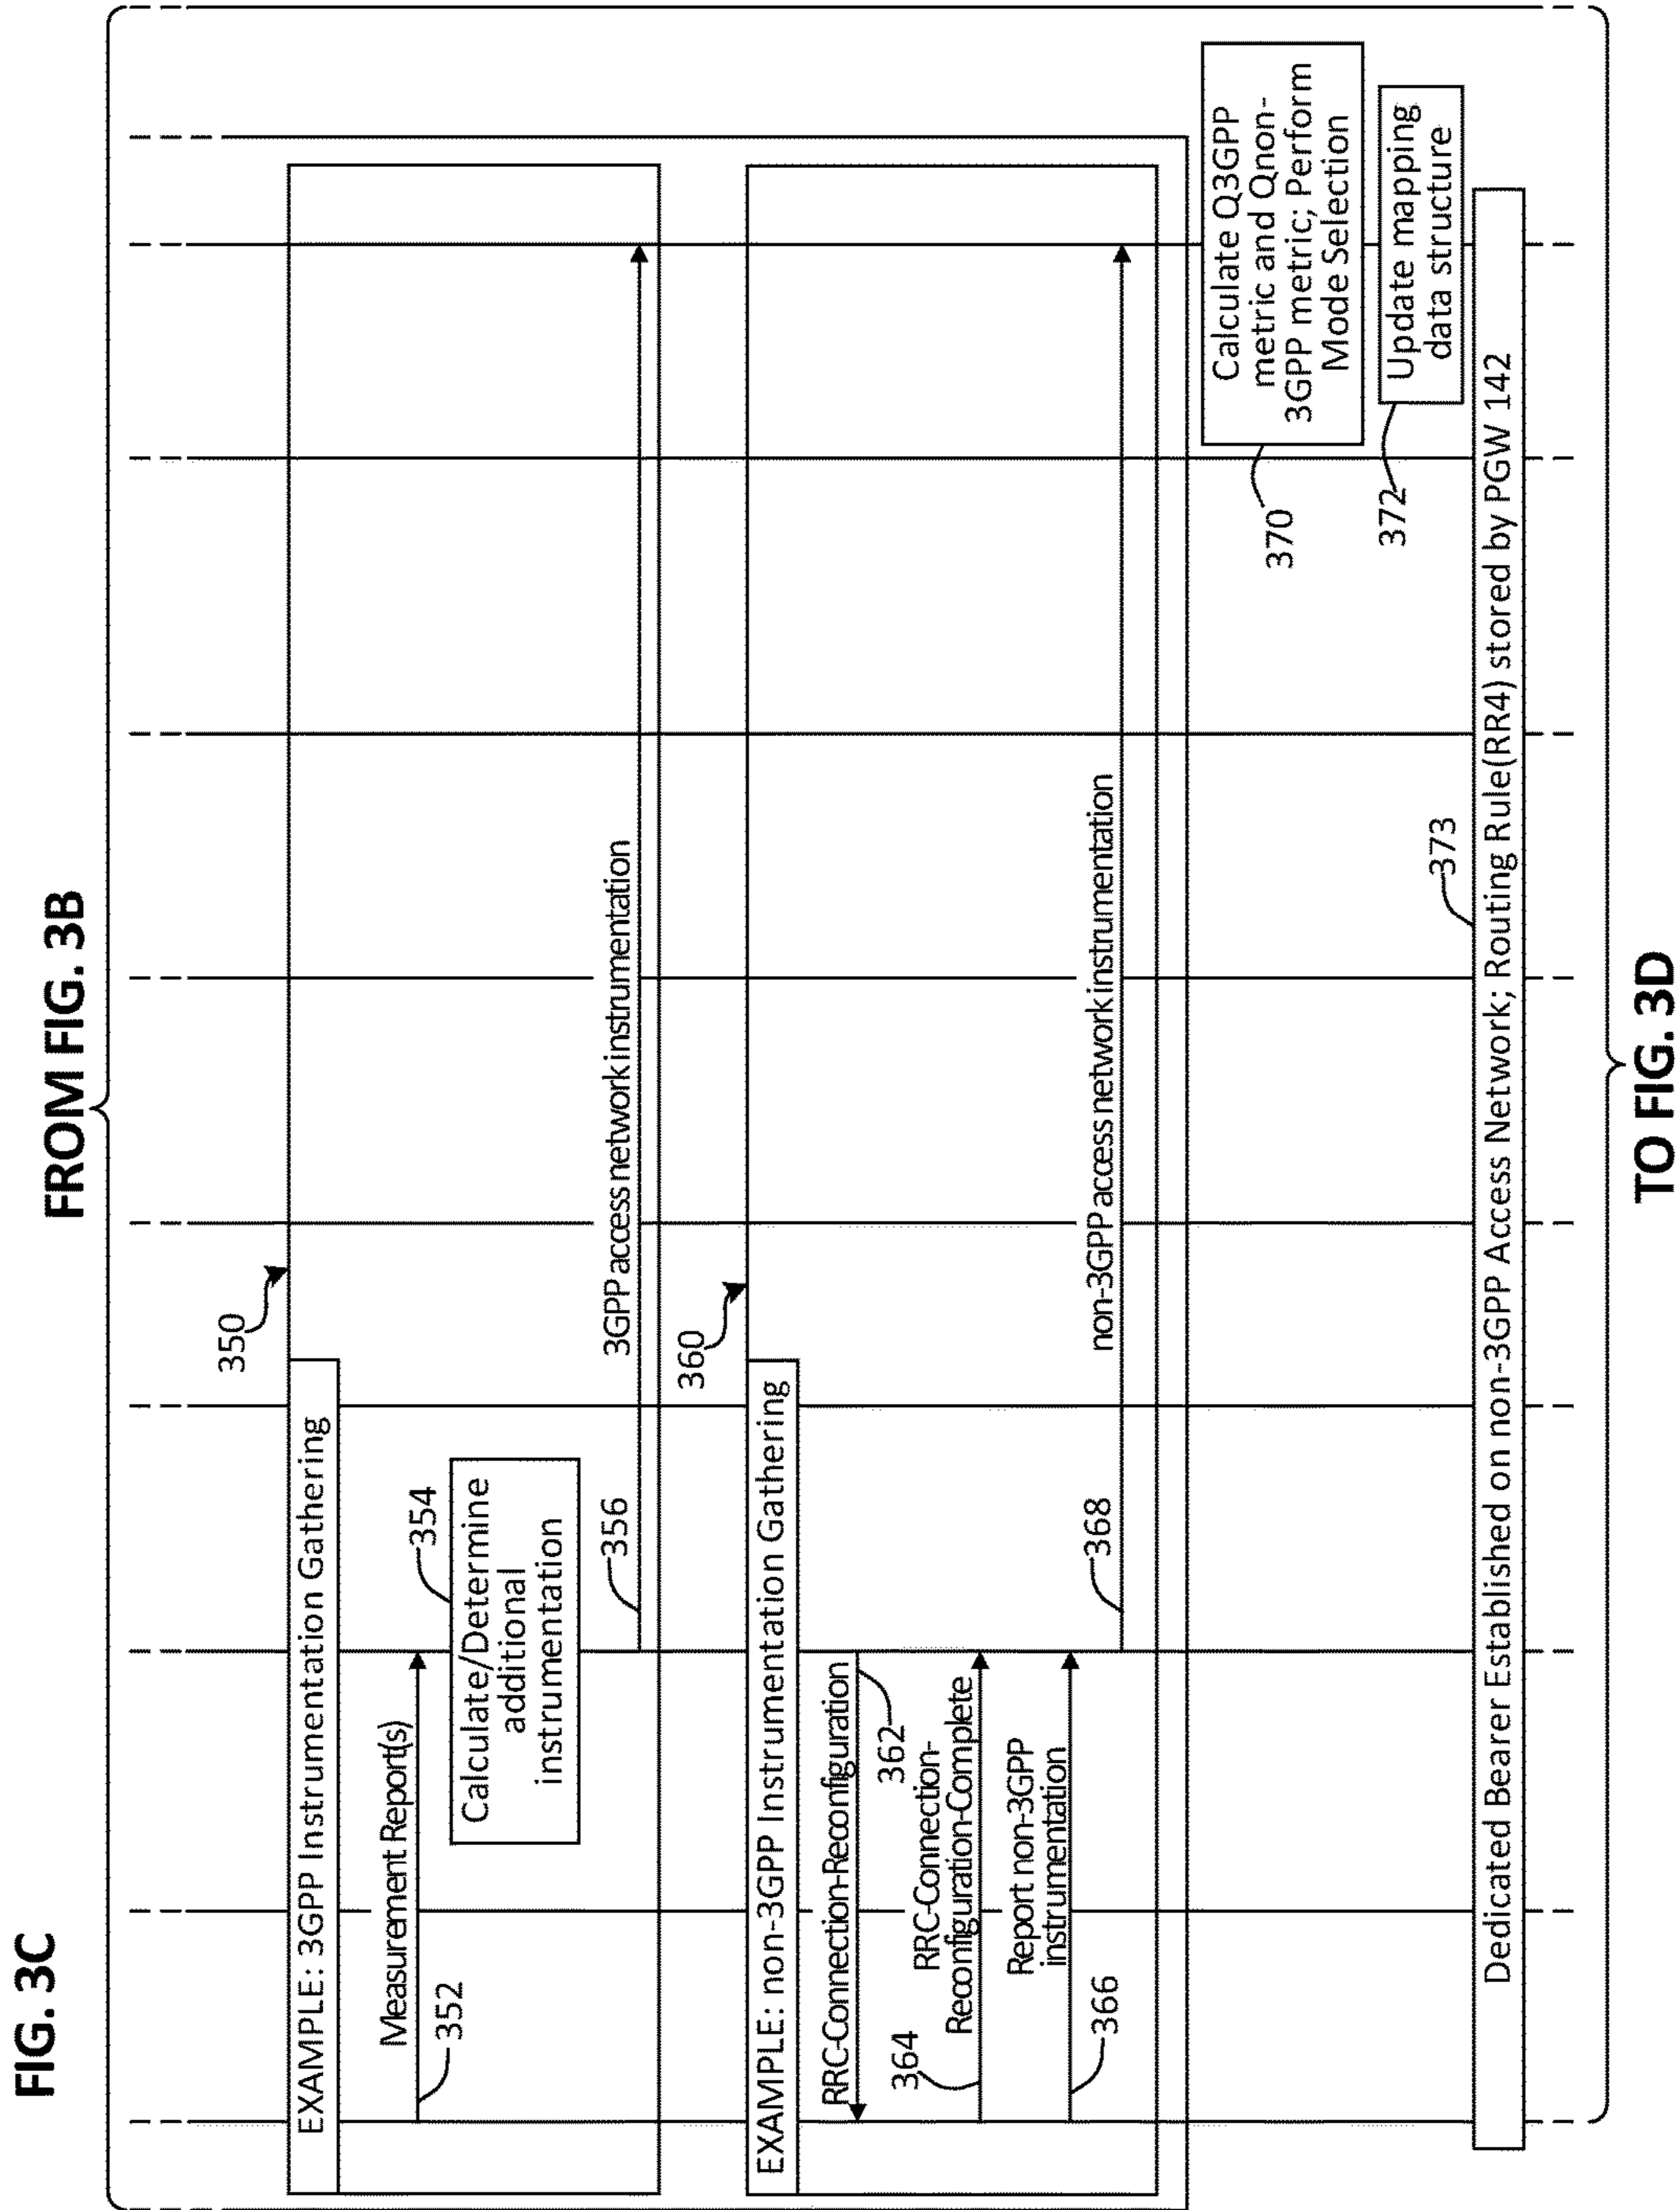 FIG. 3C
FROM FIG. 3B
350
EXAMPLE: 3GPP Instrumentation Gathering
Measurement Report(s)
352
354
Calculate/Determine
additional
instrumentation
356
3GPP access network instrumentation
360
EXAMPLE: non-3GPP Instrumentation Gathering
RRC-Connection-Reconfiguration
362
RRC-Connection-
Reconfiguration-Complete
364
Report non-3GPP
instrumentation
366
368
non-3GPP access network instrumentation
Calculate Q3GPP
metric and Qnon-
3GPP metric; Perform
Mode Selection
370
Update mapping
data structure
372
373
Dedicated Bearer Established on non-3GPP Access Network; Routing Rule(RR4) stored by PGW 142
TO FIG. 3D